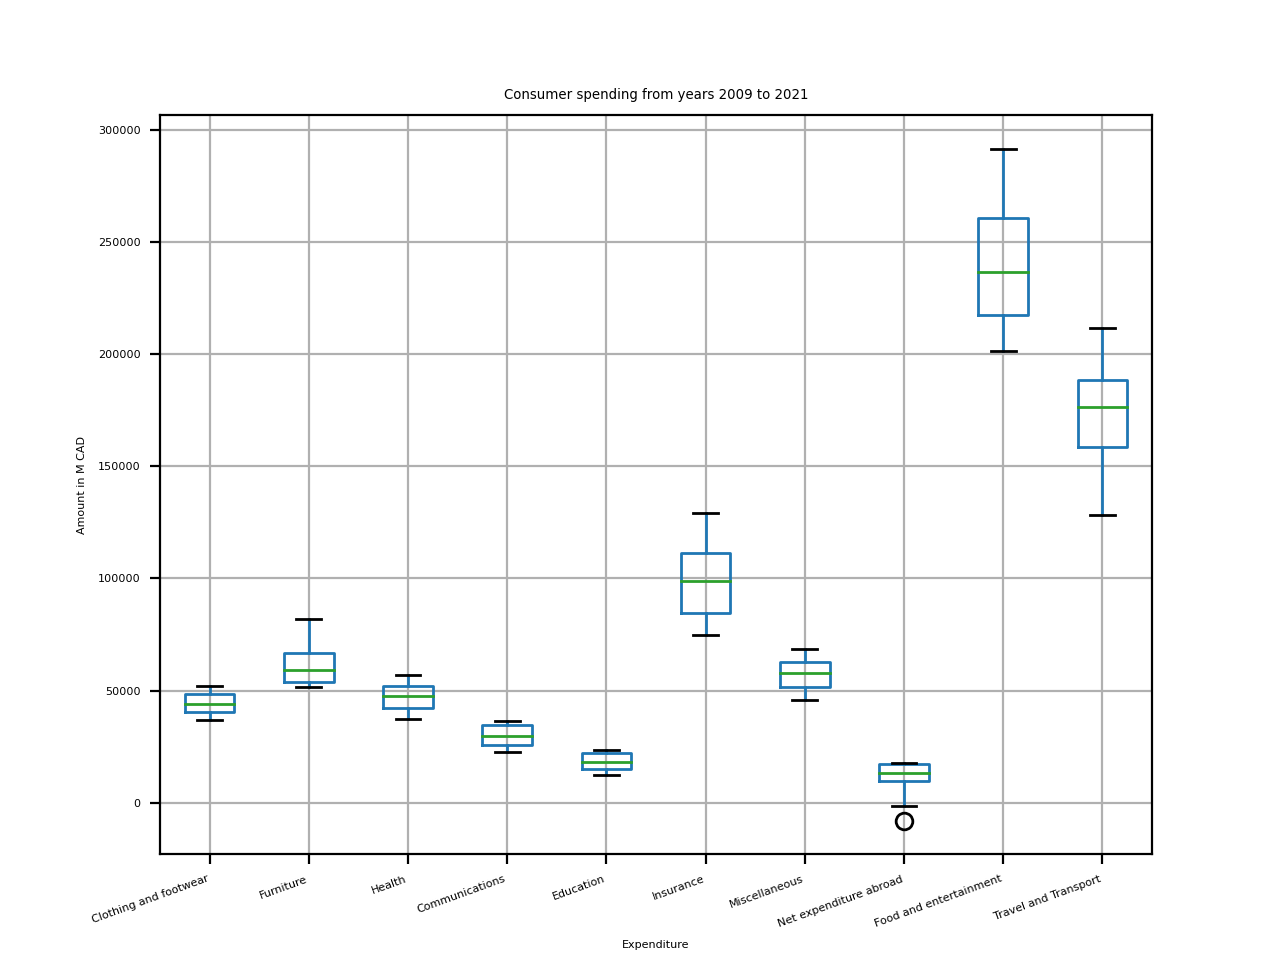 Consumer spending from years 2009 to 2021
300000
250000
200000
150000
100000
50000
0
Amount in M CAD
Clothing and footwear
Furniture
Health
Communications
Education
Insurance
Miscellaneous
Net expenditure abroad
Food and entertainment
Travel and Transport
Expenditure